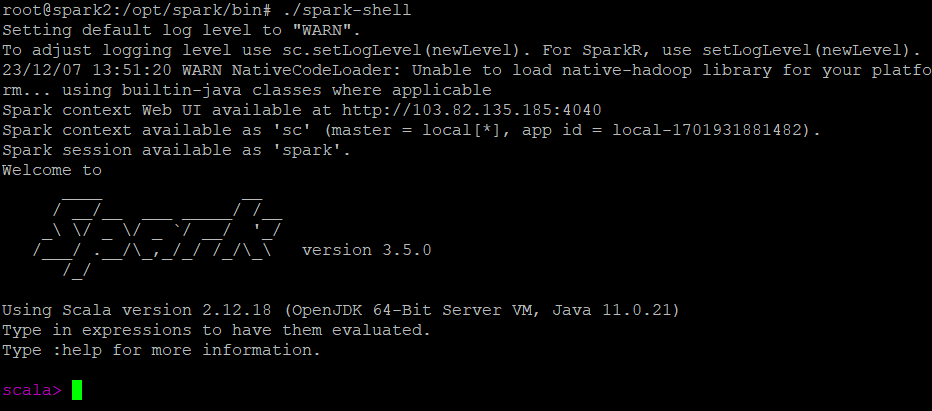 root@spark2:/opt/spark/bin# ./spark-shell
Setting default log level to "WARN".
To adjust logging level use sc.setLogLevel(newLevel). For SparkR, use setLogLevel(newLevel).
23/12/07 13:51:20 WARN NativeCodeLoader: Unable to load native-hadoop library for your platfo
rm... using builtin-java classes where applicable
Spark context Web UI available at http://103.82.135.185:4040
Spark context available as 'sc' (master = local[*], app id = local-1701931881482).
Spark session available as 'spark'.
Welcome to
      ____              __
     / __/__  ___ _____/ /__
    _\ \/ _ \/ _ `/ __/  '_/
   /___/ .__/\_,_/_/ /_/\_\   version 3.5.0
      /_/
Using Scala version 2.12.18 (OpenJDK 64-Bit Server VM, Java 11.0.21)
Type in expressions to have them evaluated.
Type :help for more information.
scala>